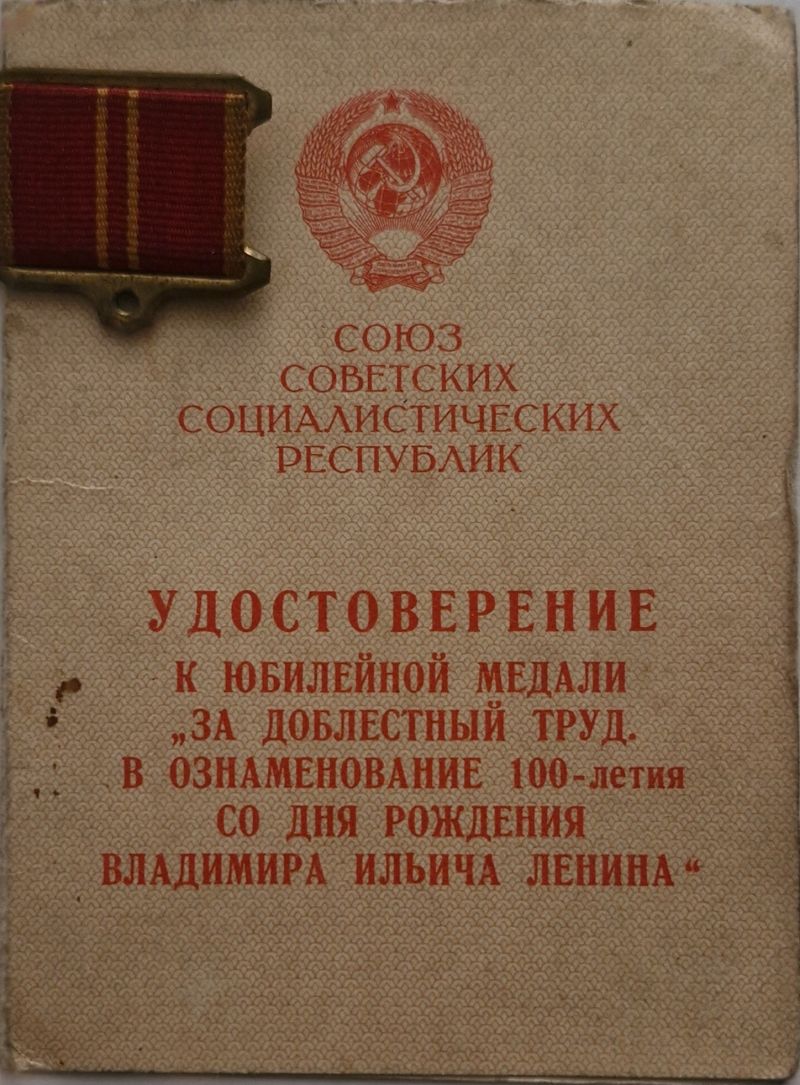 СОЮЗ
СОВЕТСКИХ
СОЦИАЛИСТИЧЕСКИХ
РЕСПУБЛИК
УДОСТОВЕРЕНИЕ
К ЮБИЛЕЙНОЙ МЕДАЛИ
„ЗА ДОБЛЕСТНЫЙ ТРУД.
В ОЗНАМЕНОВАНИЕ 100-летия
СО ДНЯ РОЖДЕНИЯ
ВЛАДИМИРА ИЛЬИЧА ЛЕНИНА“